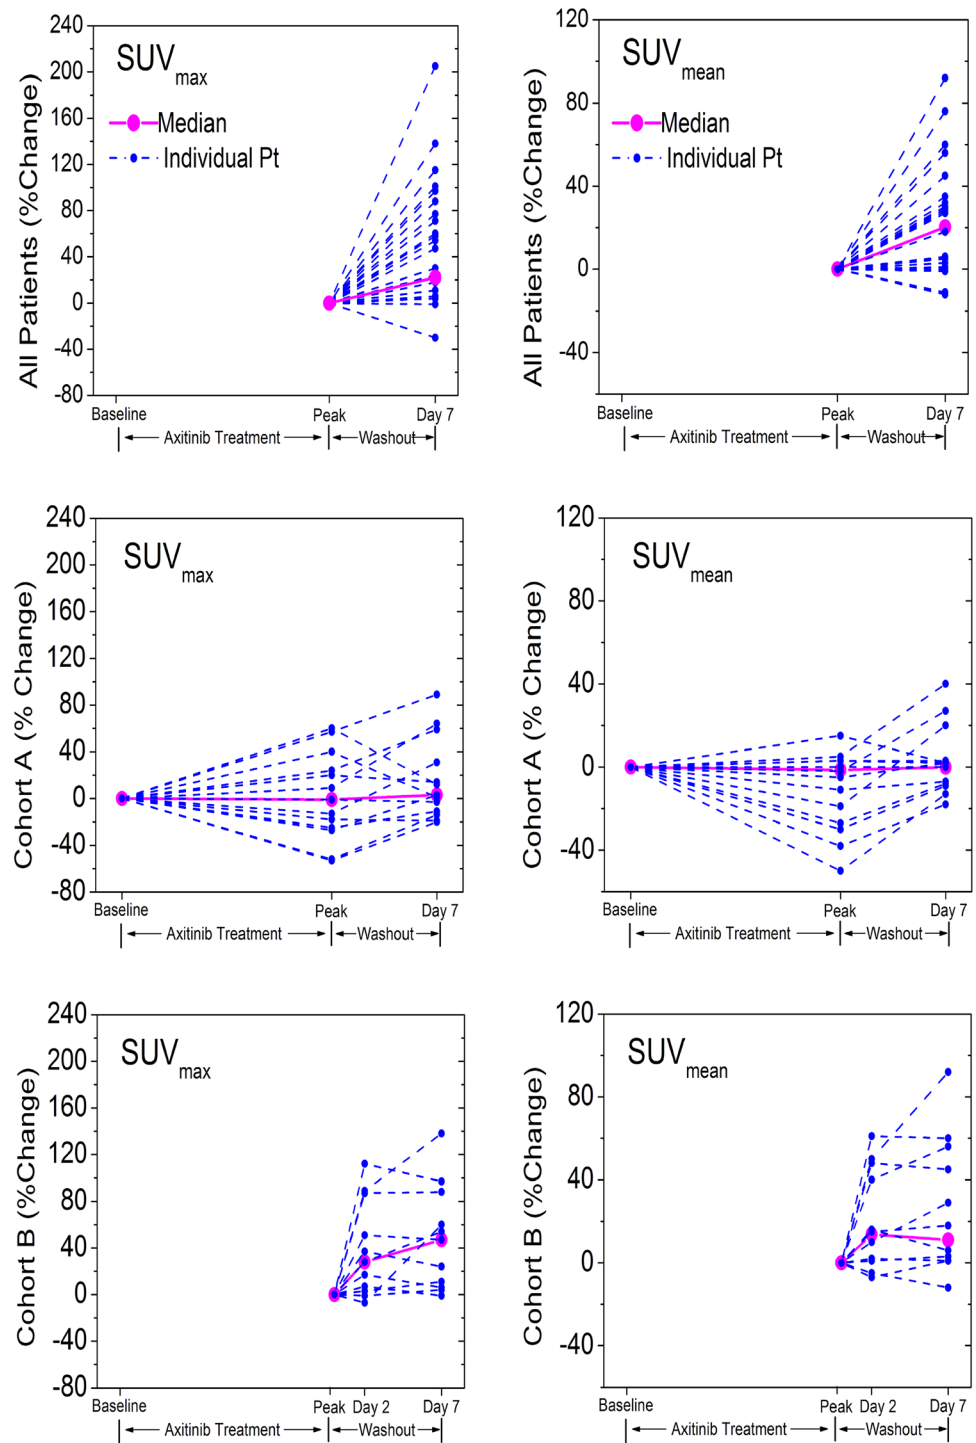 SUVmax
Median
Individual Pt
All Patients (%Change)
240
200
160
120
80
40
0
-40
-80
Baseline
Peak
Day 7
Axitinib Treatment
Washout
SUVmean
Median
Individual Pt
All Patients (%Change)
120
80
40
0
-40
Baseline
Peak
Day 7
Axitinib Treatment
Washout
SUVmax
Cohort A (% Change)
240
200
160
120
80
40
0
-40
-80
Baseline
Peak
Day 7
Axitinib Treatment
Washout
SUVmean
Cohort A (% Change)
120
80
40
0
-40
Baseline
Peak
Day 7
Axitinib Treatment
Washout
SUVmax
Cohort B (%Change)
240
200
160
120
80
40
0
-40
-80
Baseline
Peak
Day 2
Day 7
Axitinib Treatment
Washout
SUVmean
Cohort B (%Change)
120
80
40
0
-40
Baseline
Peak
Day 2
Day 7
Axitinib Treatment
Washout